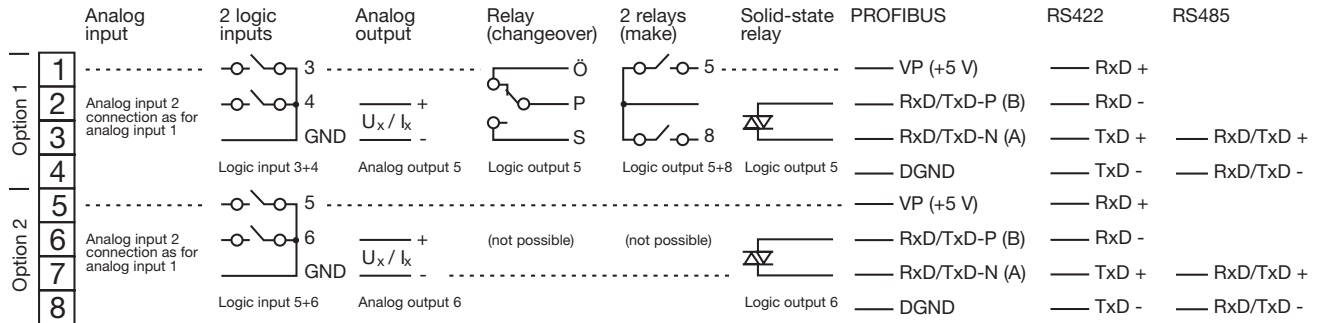 Analog input 2 logic inputs Analog output Relay (changeover) 2 relays (make) Solid-state relay PROFIBUS RS422 RS485
Option 1
1 3 Ö 5 VP (+5 V) RxD +
2 Analog input 2 connection as for analog input 1 4 Ux / Ix + P RxD/TxD-P (B) RxD -
3 GND - S 8 RxD/TxD-N (A) TxD + RxD/TxD +
4 Logic input 3+4 Analog output 5 Logic output 5 Logic output 5+8 Logic output 5 DGND TxD - RxD/TxD -
Option 2
5 5 VP (+5 V) RxD +
6 Analog input 2 connection as for analog input 1 6 Ux / Ix + (not possible) (not possible) RxD/TxD-P (B) RxD -
7 GND - RxD/TxD-N (A) TxD + RxD/TxD +
8 Logic input 5+6 Analog output 6 Logic output 6 DGND TxD - RxD/TxD -